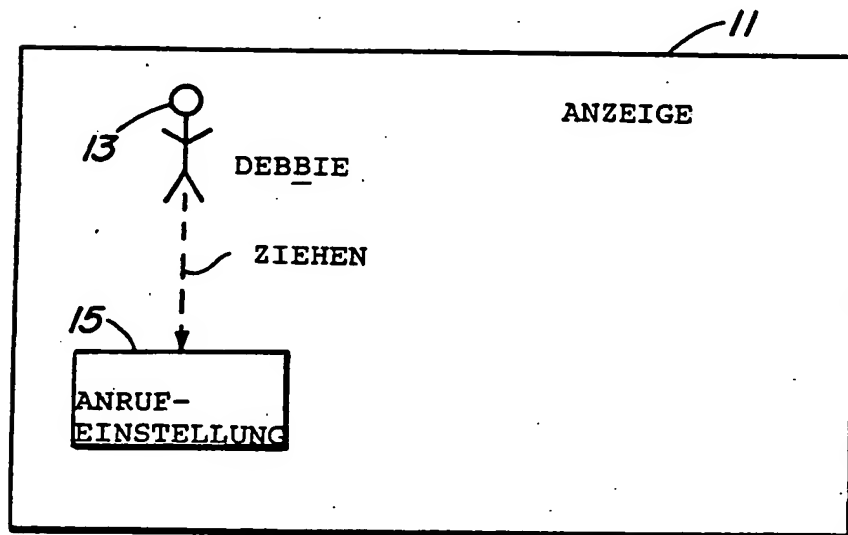 11
13
ANZEIGE
DEBBIE
ZIEHEN
15
ANRUF-
EINSTELLUNG